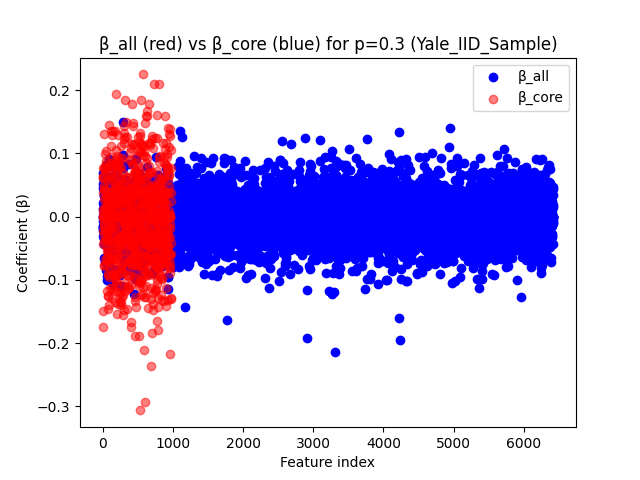 β_all (red) vs β_core (blue) for p=0.3 (Yale_IID_Sample)
β_all
β_core
0.2
0.1
0.0
−0.1
−0.2
−0.3
Coefficient (β)
0 1000 2000 3000 4000 5000 6000
Feature index